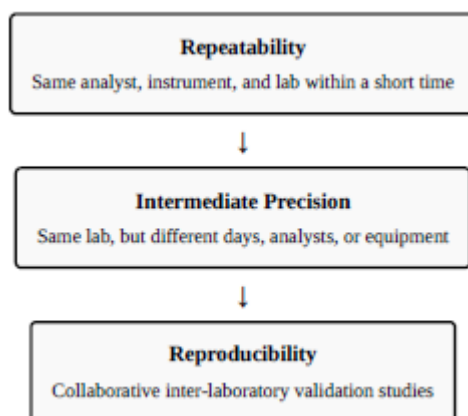 Repeatability
Same analyst, instrument, and lab within a short time
↓
Intermediate Precision
Same lab, but different days, analysts, or equipment
↓
Reproducibility
Collaborative inter-laboratory validation studies